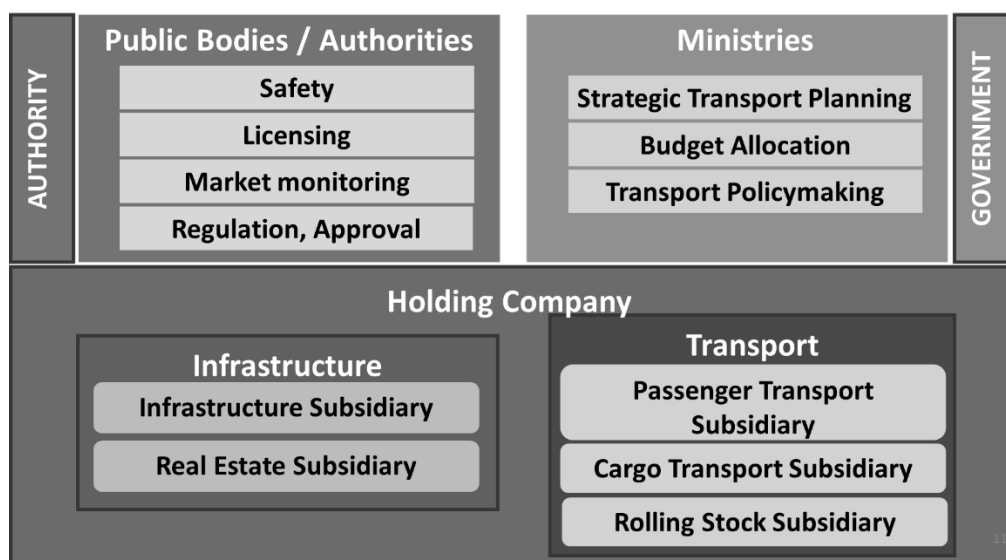 AUTHORITY
Public Bodies / Authorities
Safety
Licensing
Market monitoring
Regulation, Approval
Ministries
Strategic Transport Planning
Budget Allocation
Transport Policymaking
GOVERNMENT
Holding Company
Infrastructure
Infrastructure Subsidiary
Real Estate Subsidiary
Transport
Passenger Transport
Subsidiary
Cargo Transport Subsidiary
Rolling Stock Subsidiary